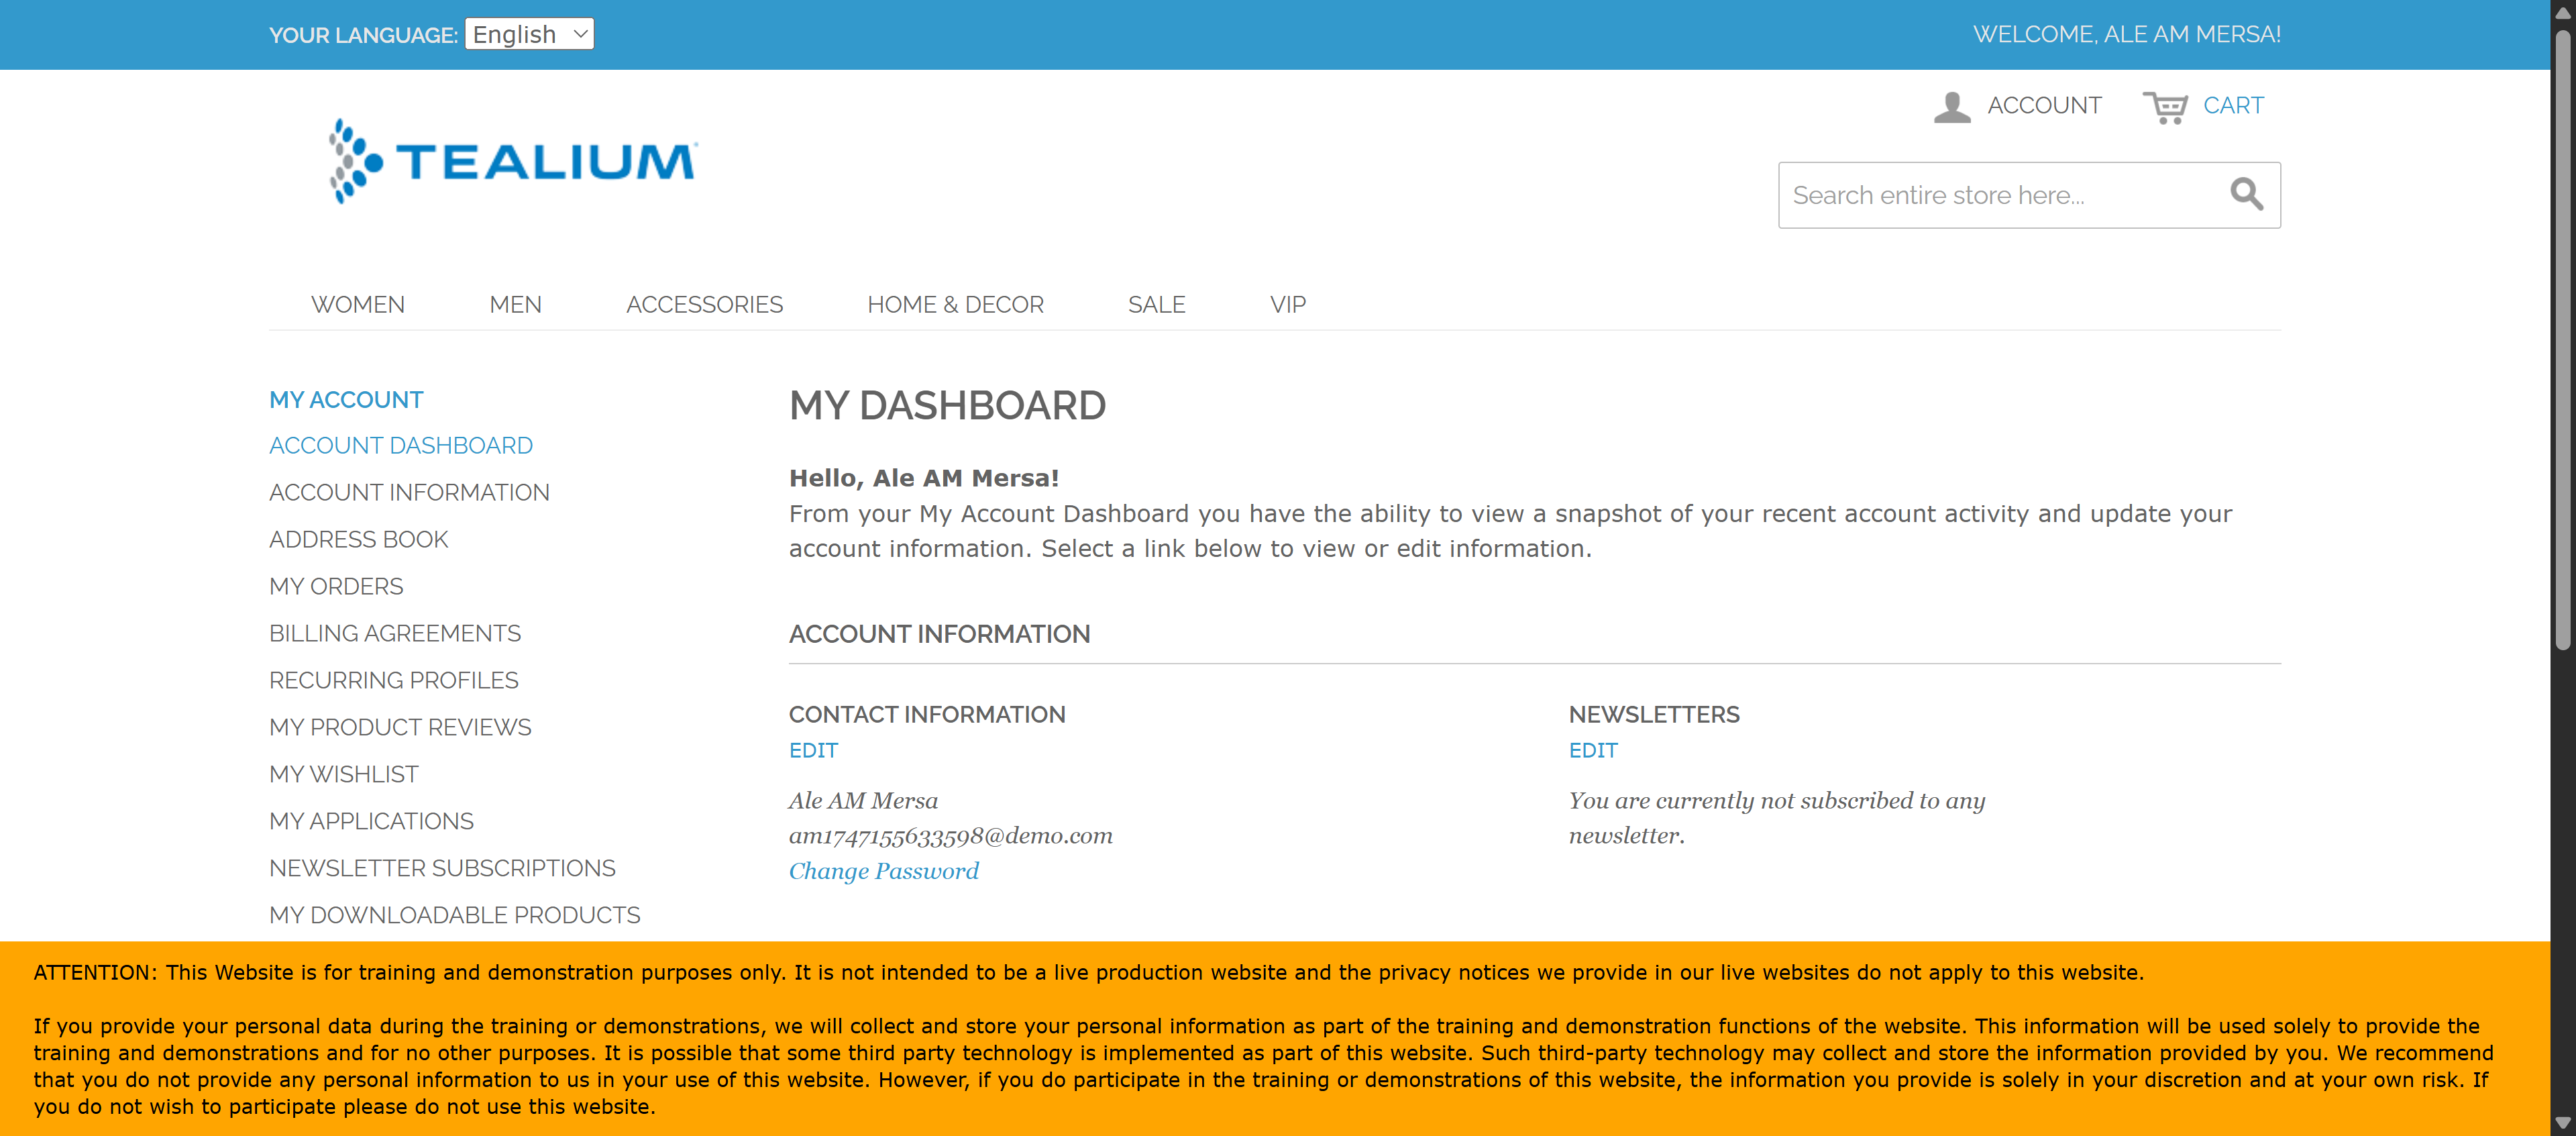 YOUR LANGUAGE: English
WELCOME, ALE AM MERSA!
ACCOUNT
CART
TEALIUM
Search entire store here...
WOMEN
MEN
ACCESSORIES
HOME & DECOR
SALE
VIP
MY ACCOUNT
ACCOUNT DASHBOARD
ACCOUNT INFORMATION
ADDRESS BOOK
MY ORDERS
BILLING AGREEMENTS
RECURRING PROFILES
MY PRODUCT REVIEWS
MY WISHLIST
MY APPLICATIONS
NEWSLETTER SUBSCRIPTIONS
MY DOWNLOADABLE PRODUCTS
MY DASHBOARD
Hello, Ale AM Mersa!
From your My Account Dashboard you have the ability to view a snapshot of your recent account activity and update your
account information. Select a link below to view or edit information.
ACCOUNT INFORMATION
CONTACT INFORMATION
EDIT
Ale AM Mersa
am1747155633598@demo.com
Change Password
NEWSLETTERS
EDIT
You are currently not subscribed to any
newsletter.
ATTENTION: This Website is for training and demonstration purposes only. It is not intended to be a live production website and the privacy notices we provide in our live websites do not apply to this website.
If you provide your personal data during the training or demonstrations, we will collect and store your personal information as part of the training and demonstration functions of the website. This information will be used solely to provide the
training and demonstrations and for no other purposes. It is possible that some third party technology is implemented as part of this website. Such third-party technology may collect and store the information provided by you. We recommend
that you do not provide any personal information to us in your use of this website. However, if you do participate in the training or demonstrations of this website, the information you provide is solely in your discretion and at your own risk. If
you do not wish to participate please do not use this website.